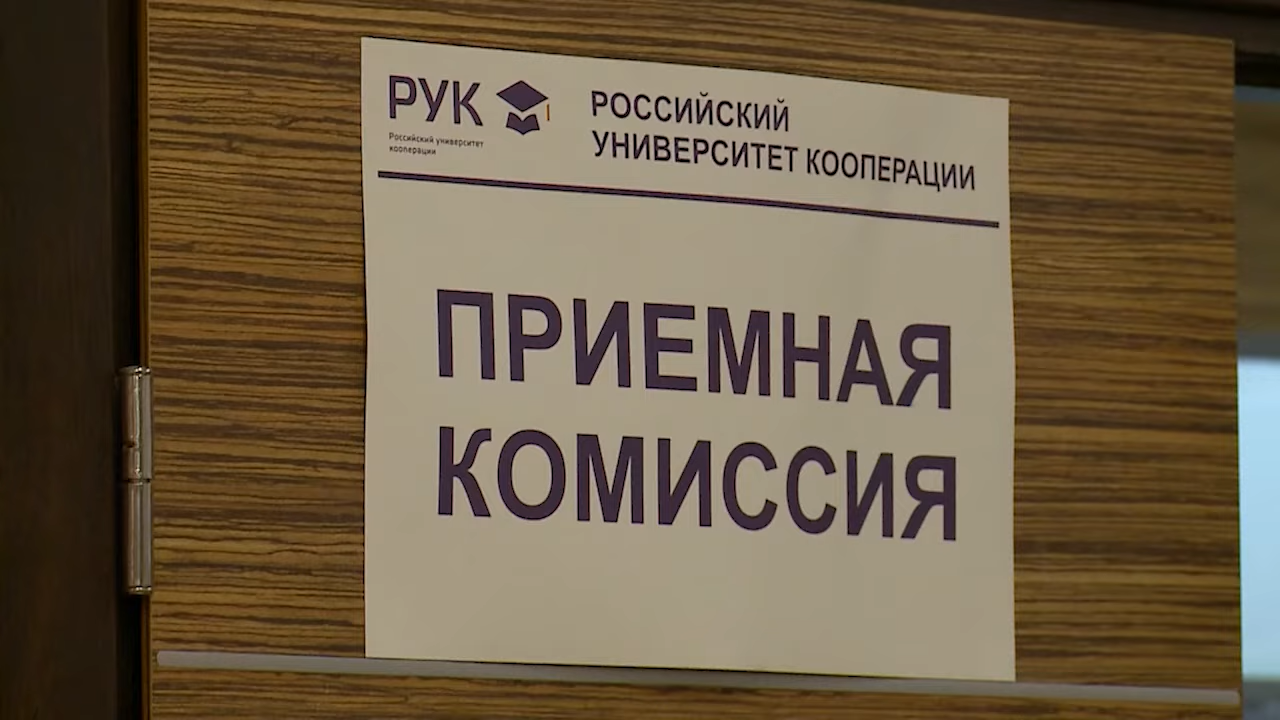 РУК
Российский университет
кооперации
РОССИЙСКИЙ
УНИВЕРСИТЕТ КООПЕРАЦИИ
ПРИЕМНАЯ
КОМИССИЯ